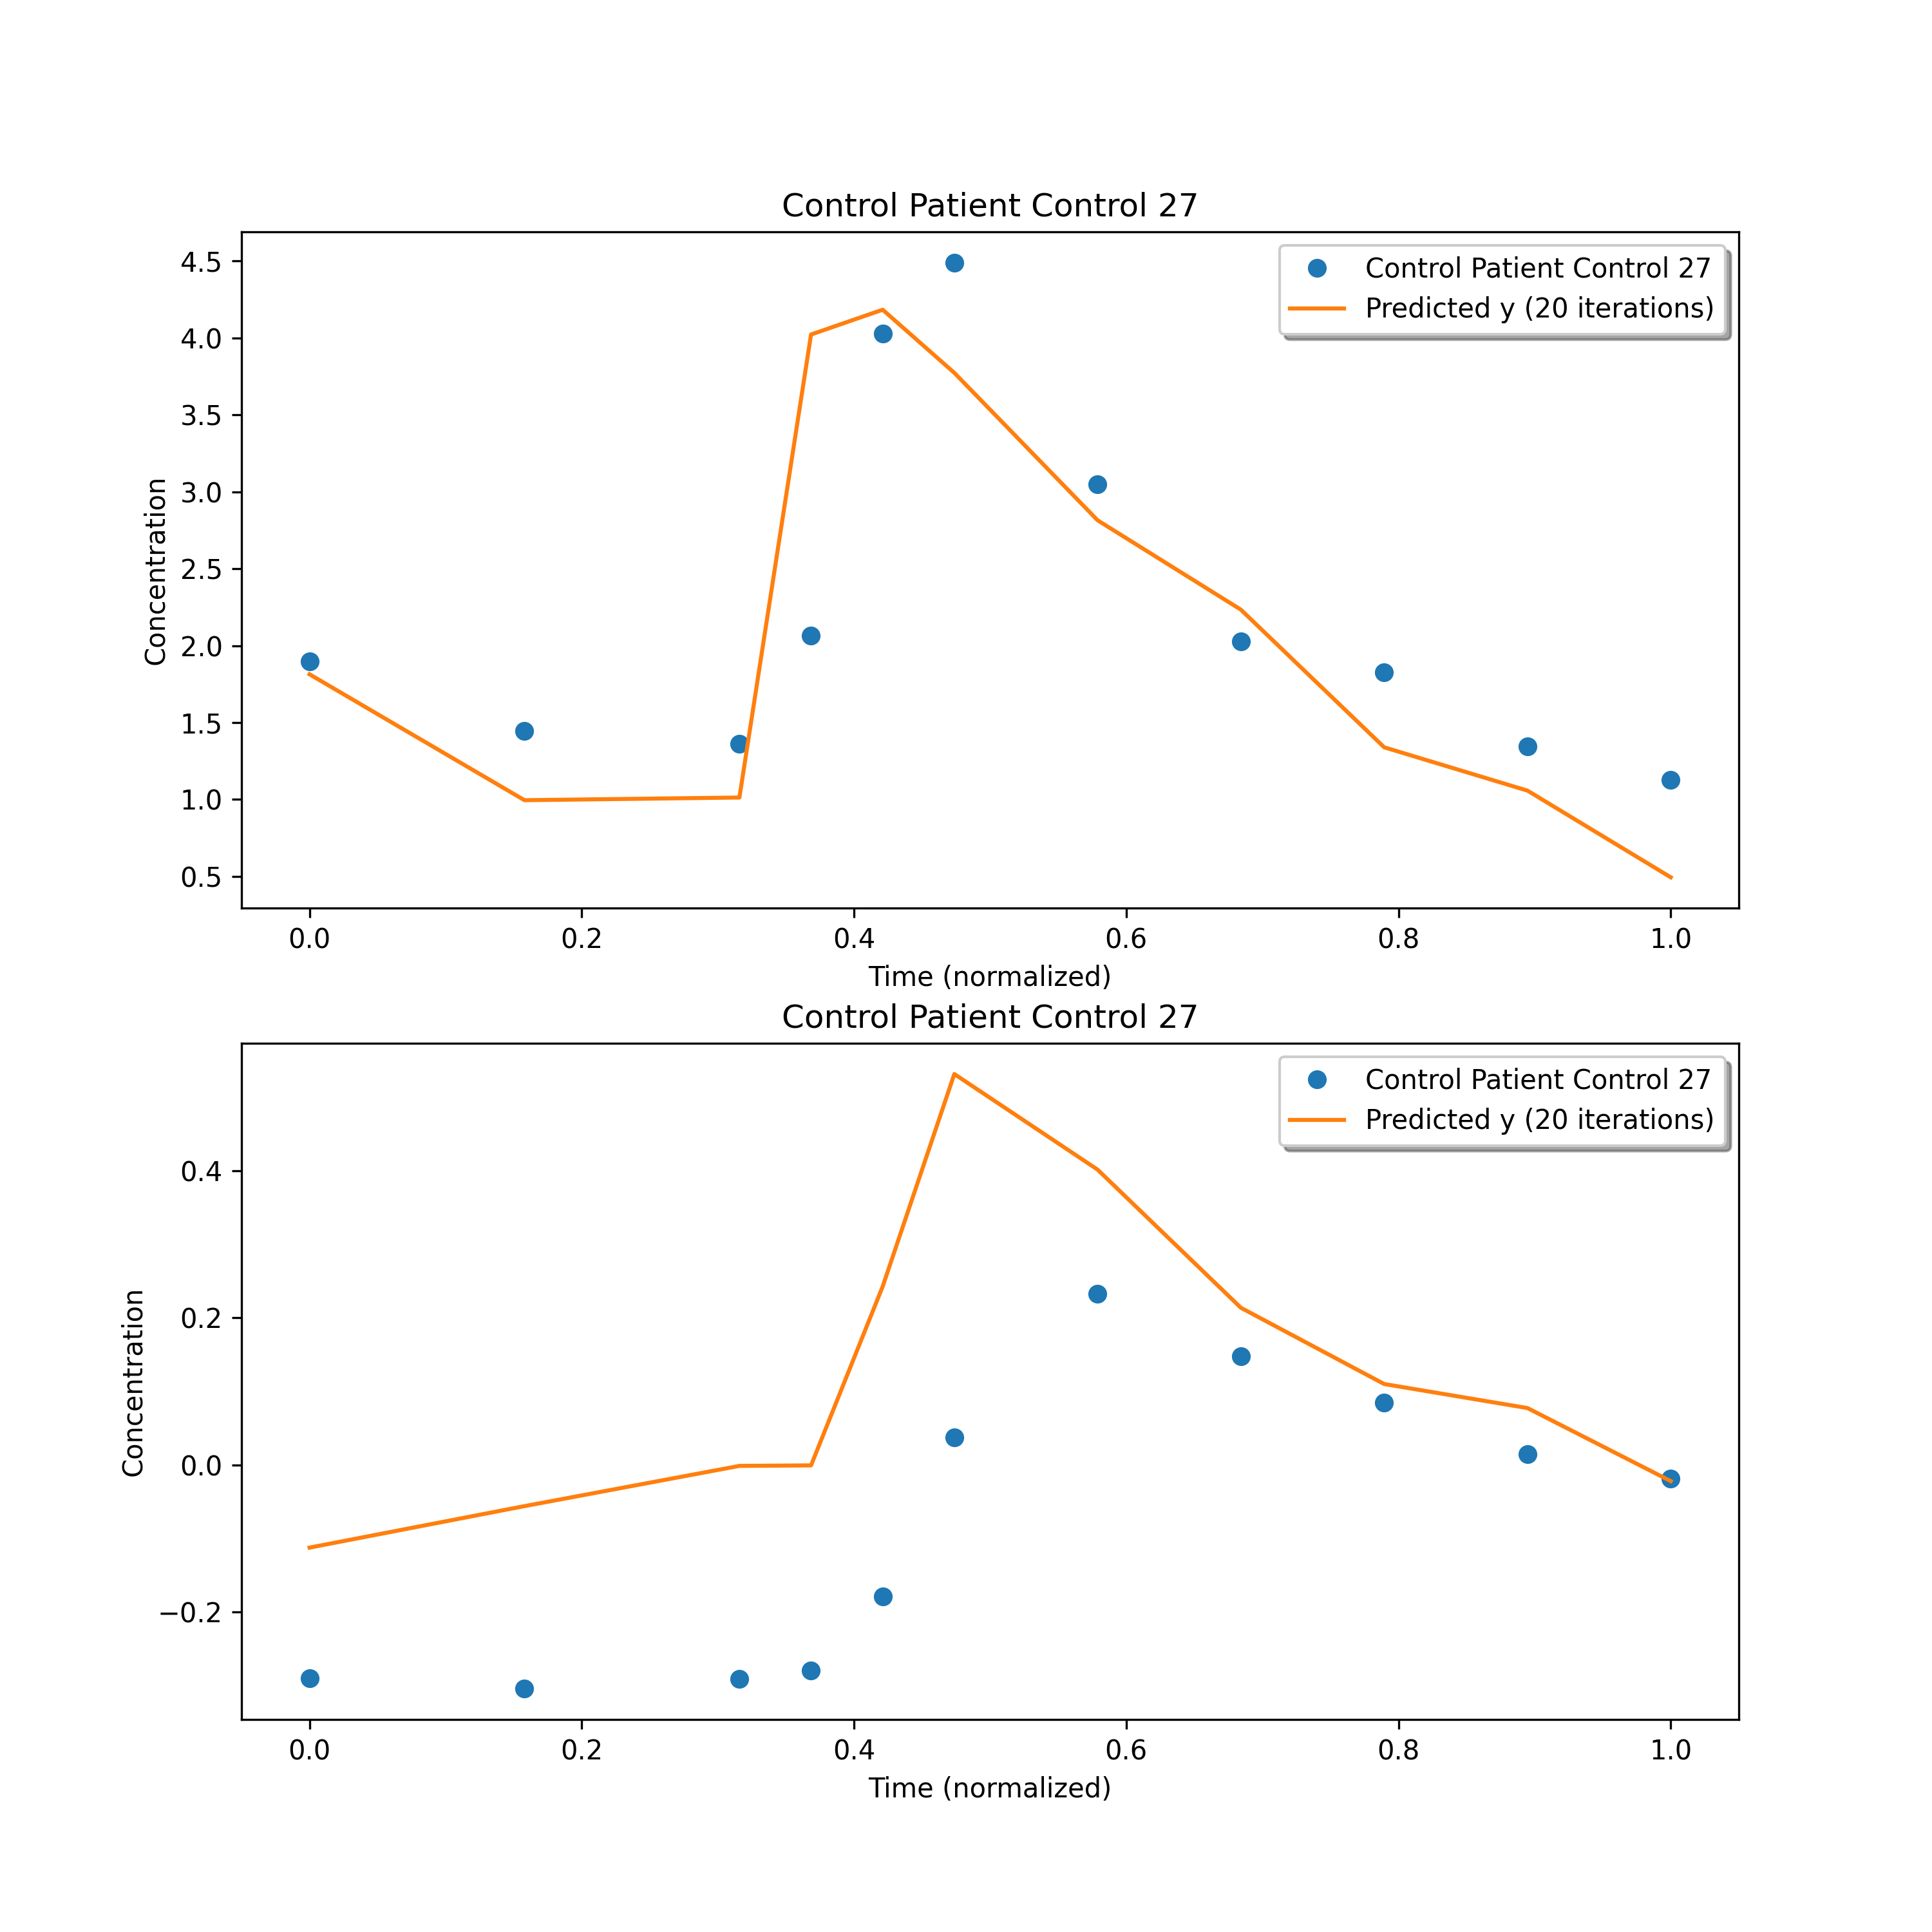 Control Patient Control 27
Control Patient Control 27
Predicted y (20 iterations)
4.5
4.0
3.5
3.0
2.5
2.0
1.5
1.0
0.5
Concentration
0.0 0.2 0.4 0.6 0.8 1.0
Time (normalized)
Control Patient Control 27
Control Patient Control 27
Predicted y (20 iterations)
0.4
0.2
0.0
−0.2
Concentration
0.0 0.2 0.4 0.6 0.8 1.0
Time (normalized)